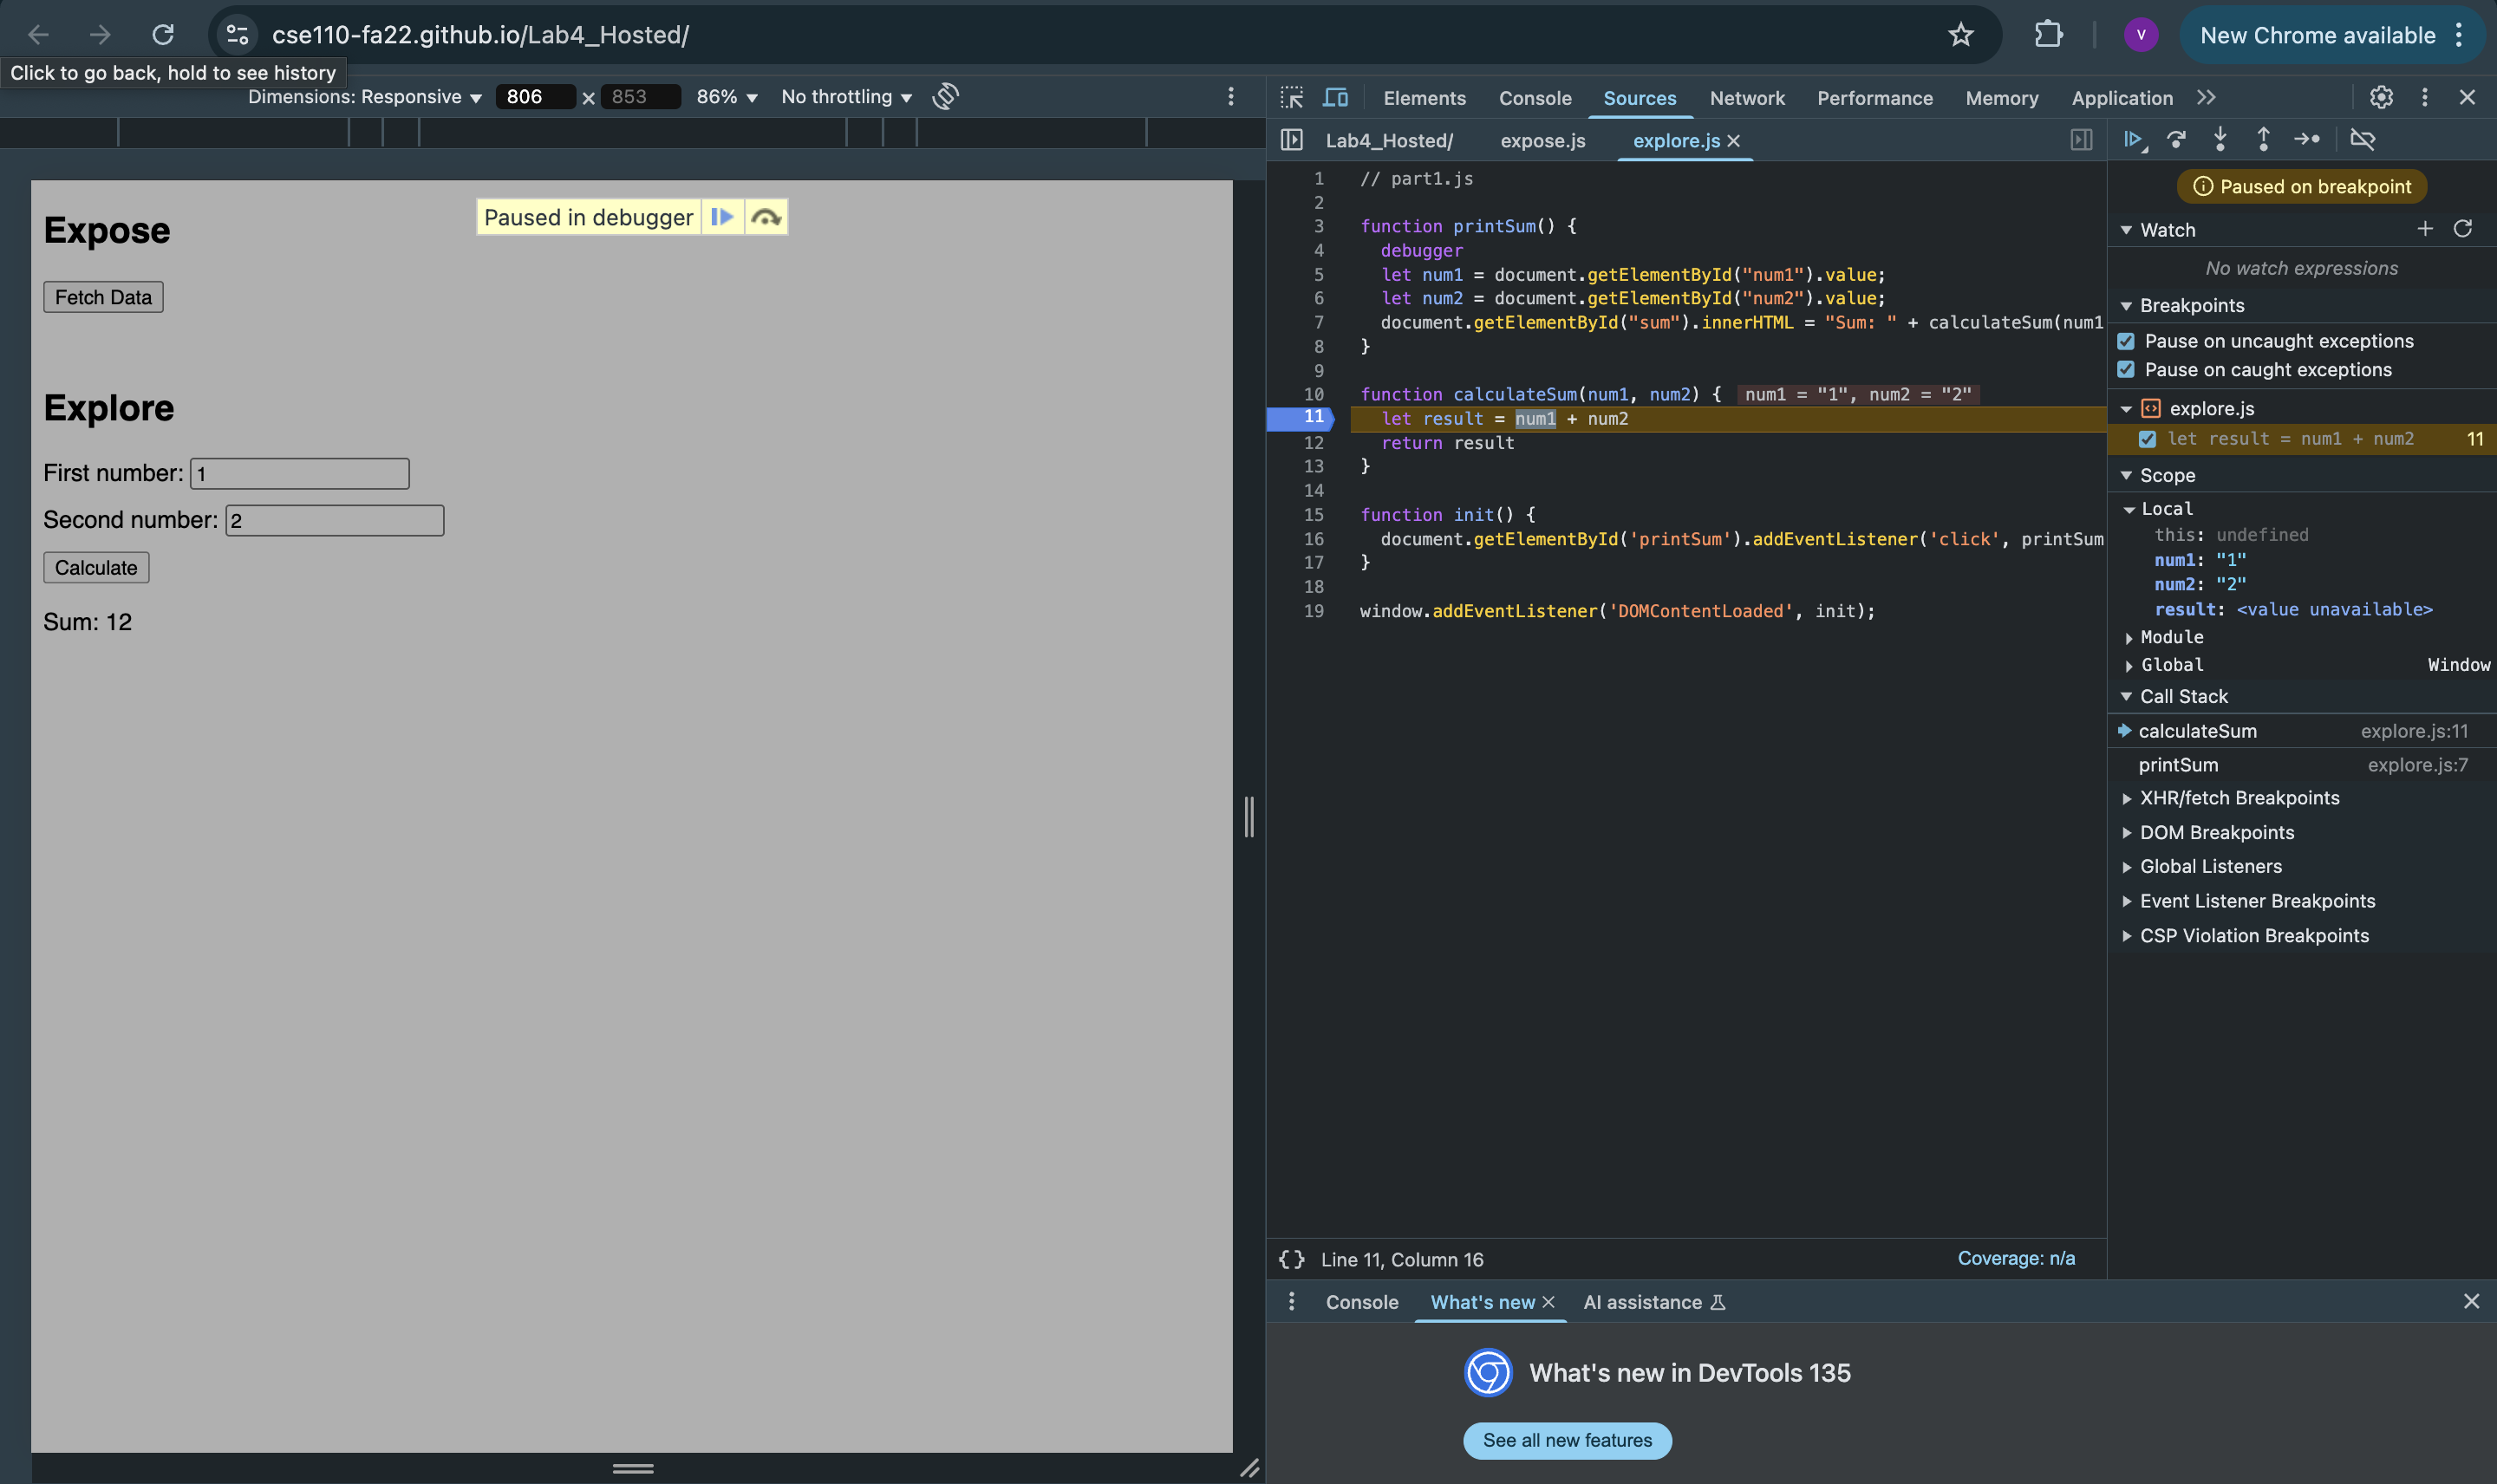 cse110-fa22.github.io/Lab4_Hosted/
V
New Chrome available
Click to go back, hold to see history
Dimensions: Responsive 806 × 853 86% No throttling
Expose
Paused in debugger
Fetch Data
Explore
First number: 1
Second number: 2
Calculate
Sum: 12
Elements Console Sources Network Performance Memory Application
Lab4_Hosted/ expose.js explore.js
1 // part1.js
2
3 function printSum() {
4 debugger
5 let num1 = document.getElementById("num1").value;
6 let num2 = document.getElementById("num2").value;
7 document.getElementById("sum").innerHTML = "Sum: " + calculateSum(num1
8 }
9
10 function calculateSum(num1, num2) { num1 = "1", num2 = "2"
11 let result = num1 + num2
12 return result
13 }
14
15 function init() {
16 document.getElementById('printSum').addEventListener('click', printSum
17 }
18
19 window.addEventListener('DOMContentLoaded', init);
{} Line 11, Column 16 Coverage: n/a
Paused on breakpoint
Watch
No watch expressions
Breakpoints
Pause on uncaught exceptions
Pause on caught exceptions
explore.js
let result = num1 + num2 11
Scope
Local
this: undefined
num1: "1"
num2: "2"
result: <value unavailable>
Module
Global Window
Call Stack
calculateSum explore.js:11
printSum explore.js:7
XHR/fetch Breakpoints
DOM Breakpoints
Global Listeners
Event Listener Breakpoints
CSP Violation Breakpoints
Console What's new AI assistance
What's new in DevTools 135
See all new features